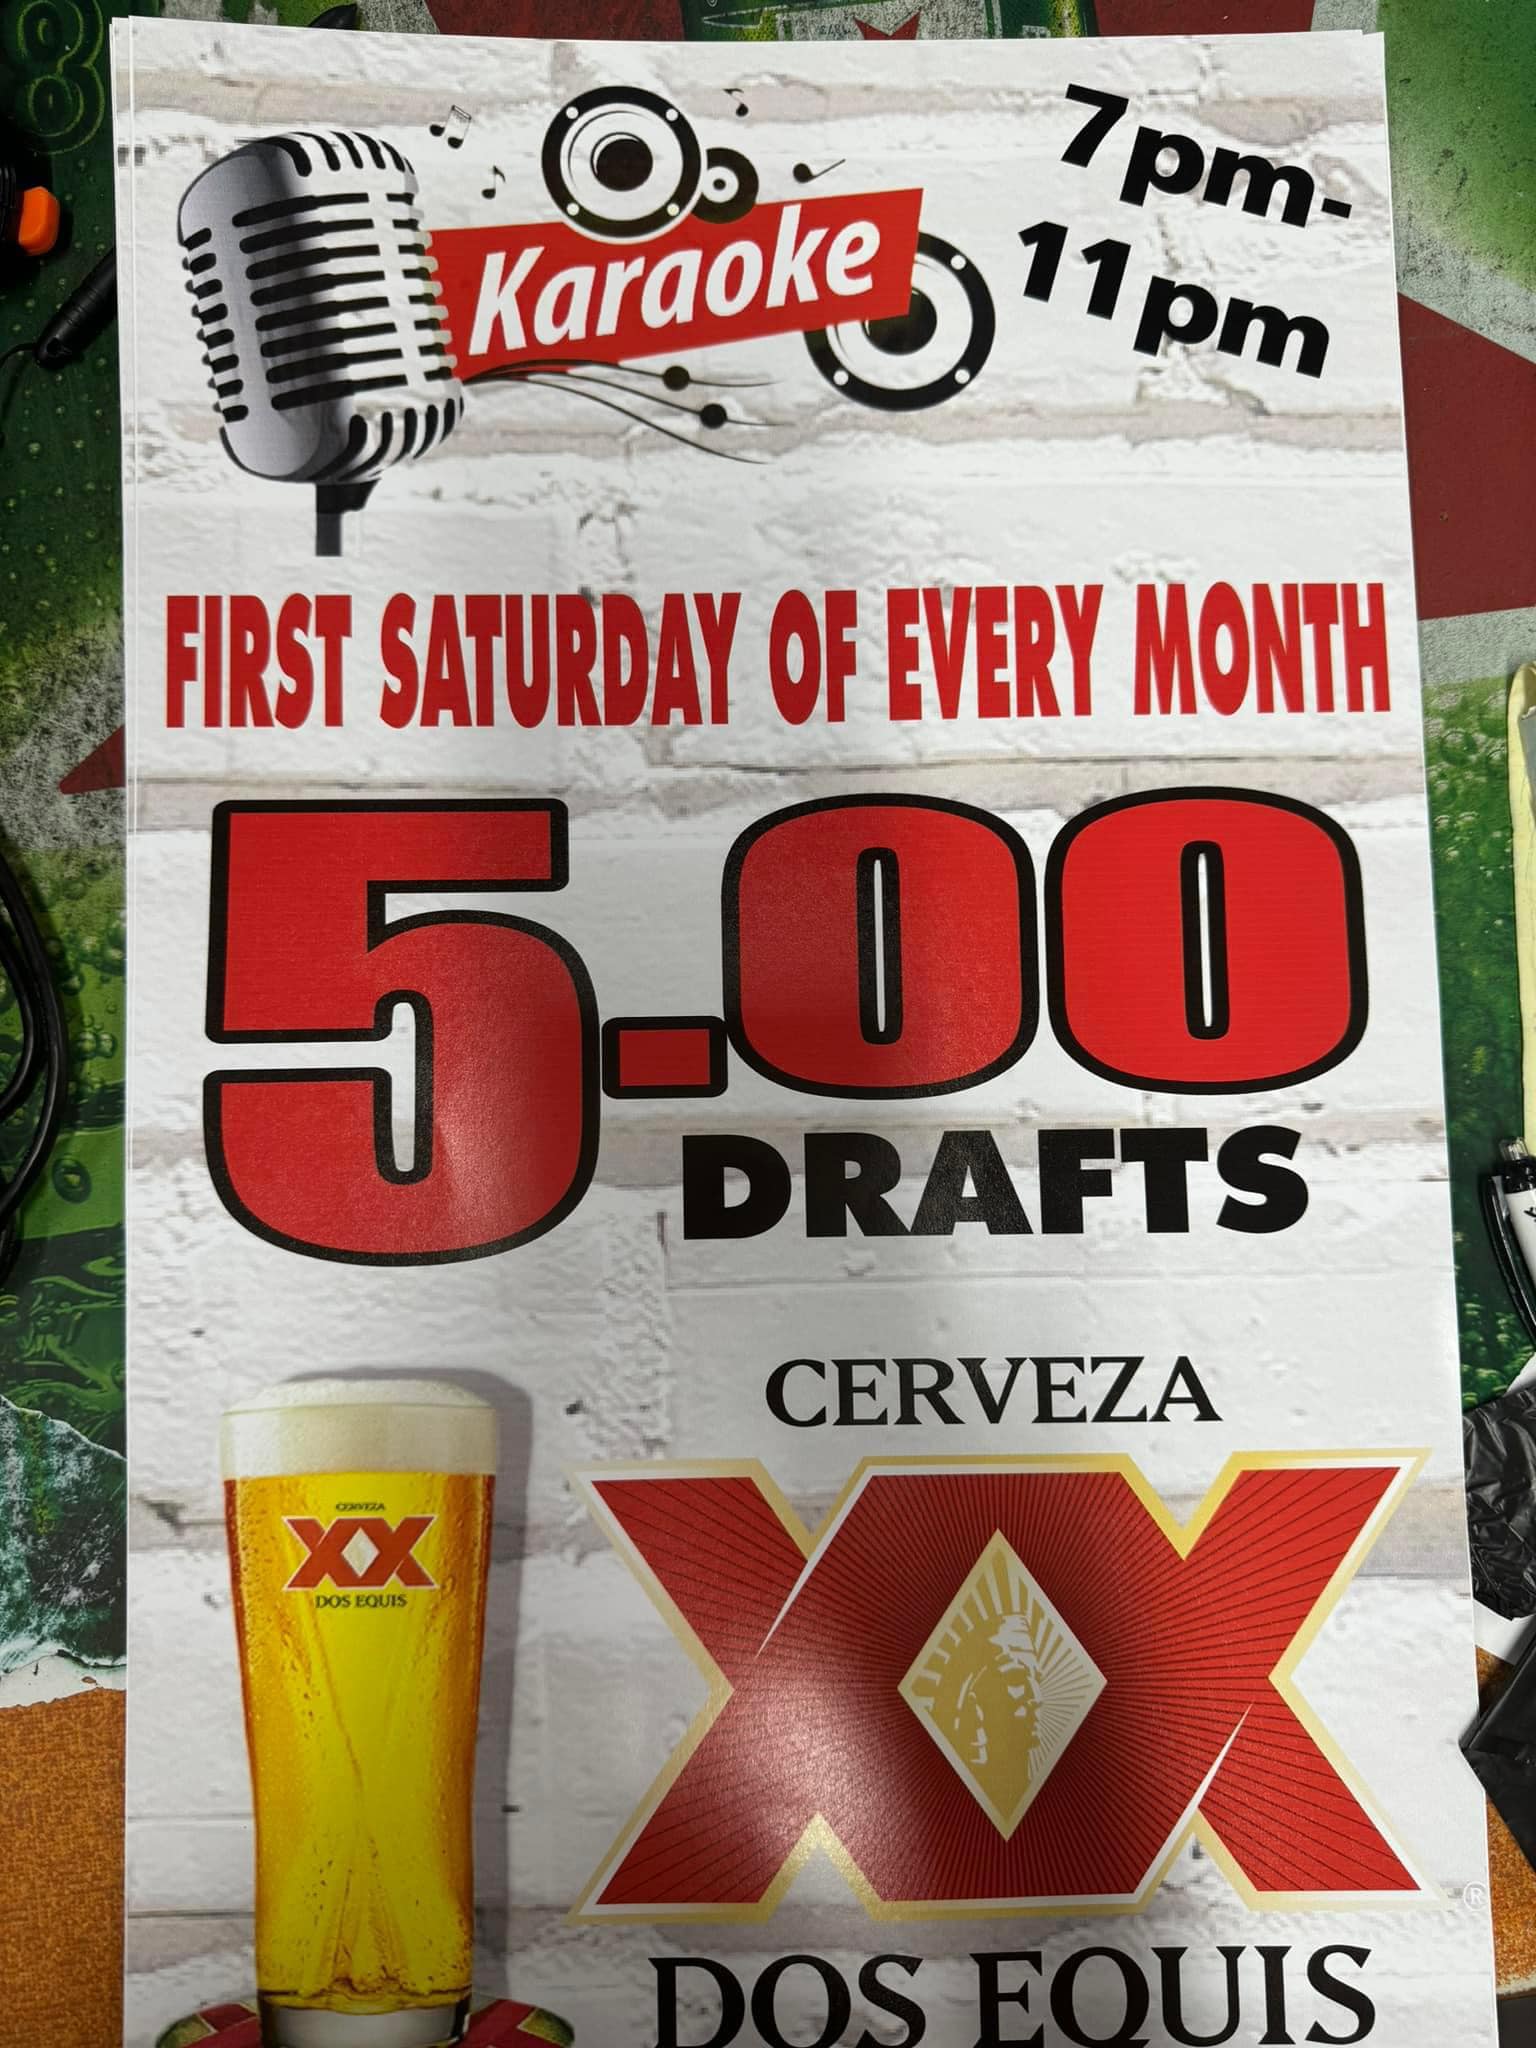 Karaoke
7pm-
11pm
FIRST SATURDAY OF EVERY MONTH
5.00
DRAFTS
CERVEZA
XX
®
DOS EQUIS
CERVEZA
XX
DOS EQUIS